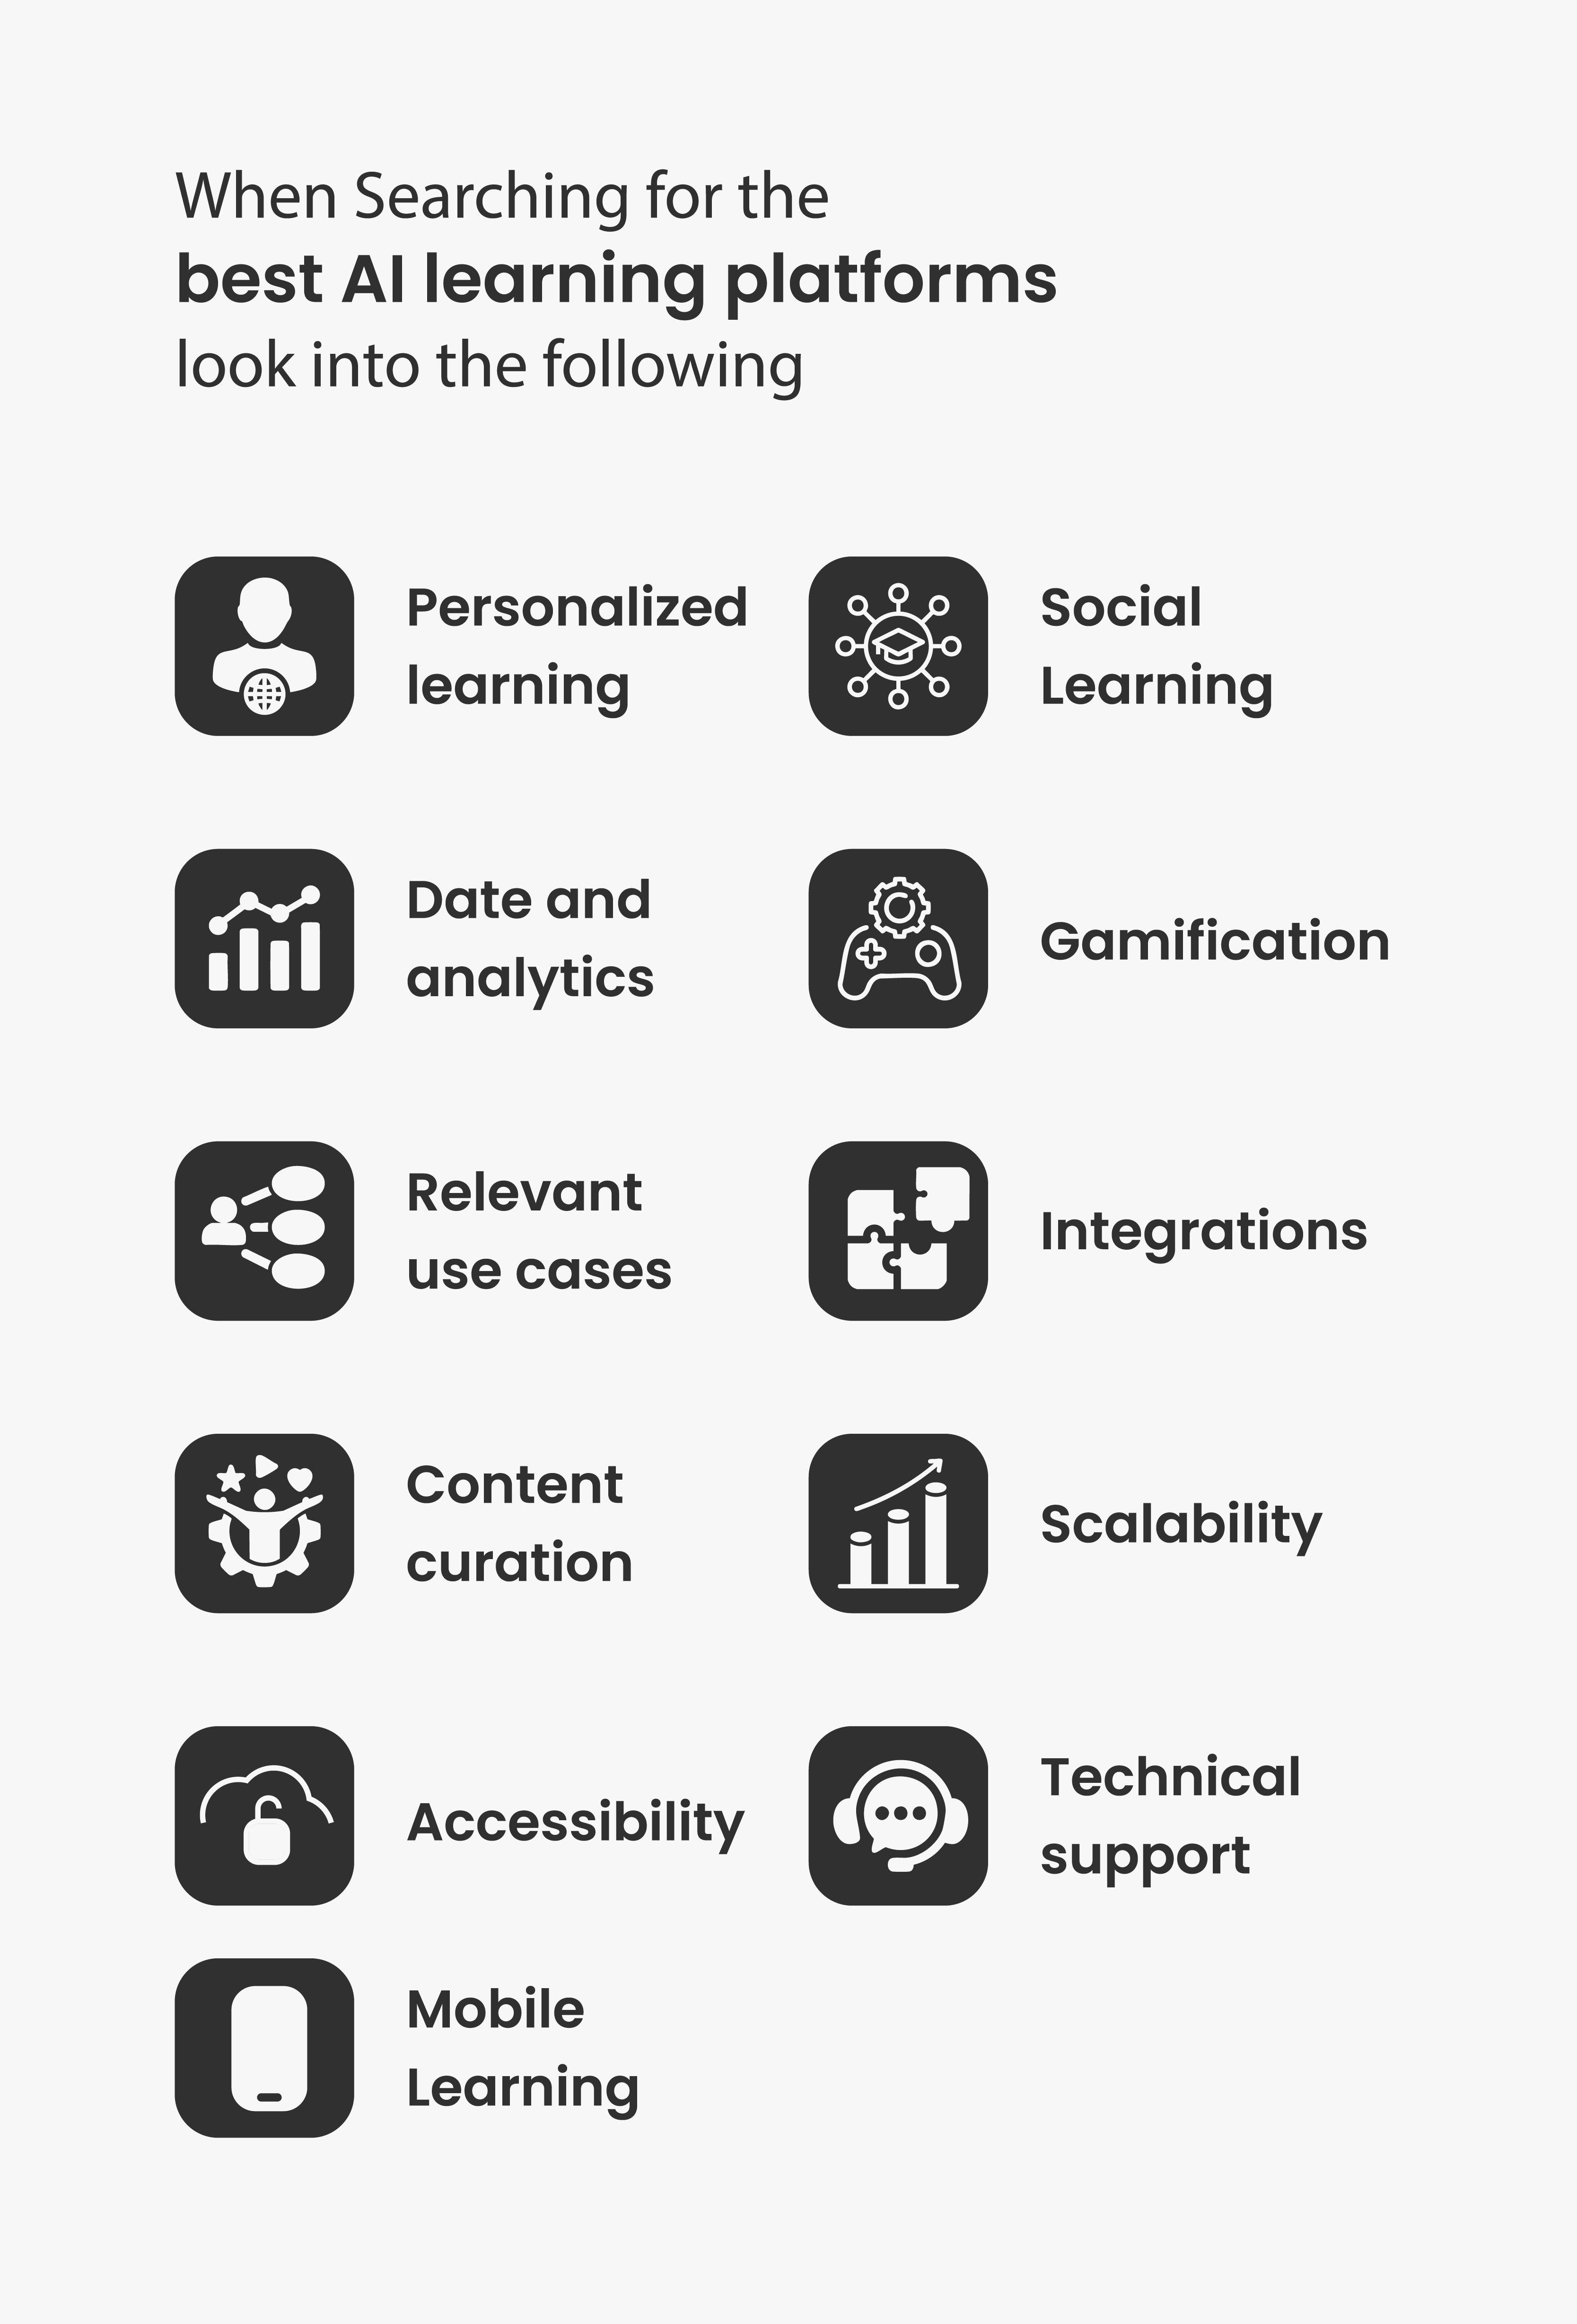 When Searching for the
best AI learning platforms
look into the following
Personalized
learning
Social
Learning
Date and
analytics
Gamification
Relevant
use cases
Integrations
Content
curation
Scalability
Accessibility
Technical
support
Mobile
Learning